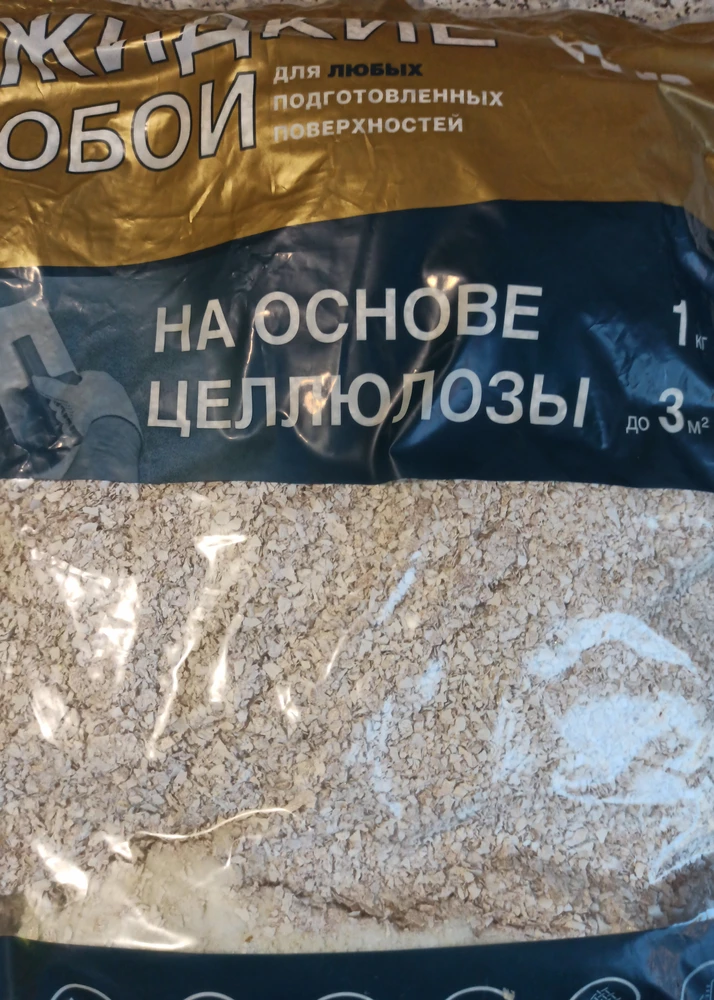 ЖИДКИЕ
ОБОИ
ДЛЯ ЛЮБЫХ
ПОДГОТОВЛЕННЫХ
ПОВЕРХНОСТЕЙ
НА ОСНОВЕ
ЦЕЛЛЮЛОЗЫ
1 кг
до 3 м²